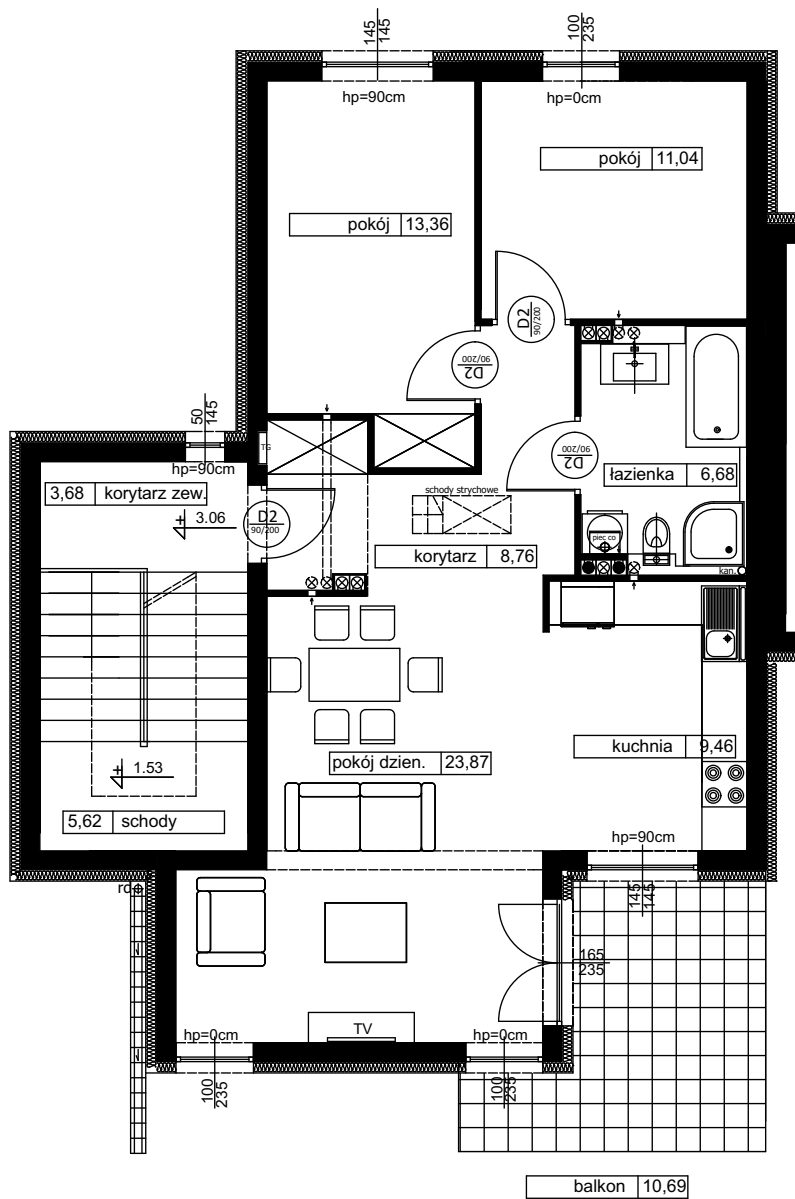 145
145
100
235
hp=90cm
hp=0cm
pokój 11,04
pokój 13,36
D2
90/200
D2
90/200
50
145
TG
hp=90cm
D2
90/200
łazienka 6,68
3,68 korytarz zew.
schody strychowe
3.06
D2
90/200
piec co
korytarz 8,76
kan.
kuchnia 9,46
pokój dzien. 23,87
1.53
5,62 schody
hp=90cm
rd
145
145
165
235
TV
hp=0cm
hp=0cm
100
235
100
235
balkon 10,69